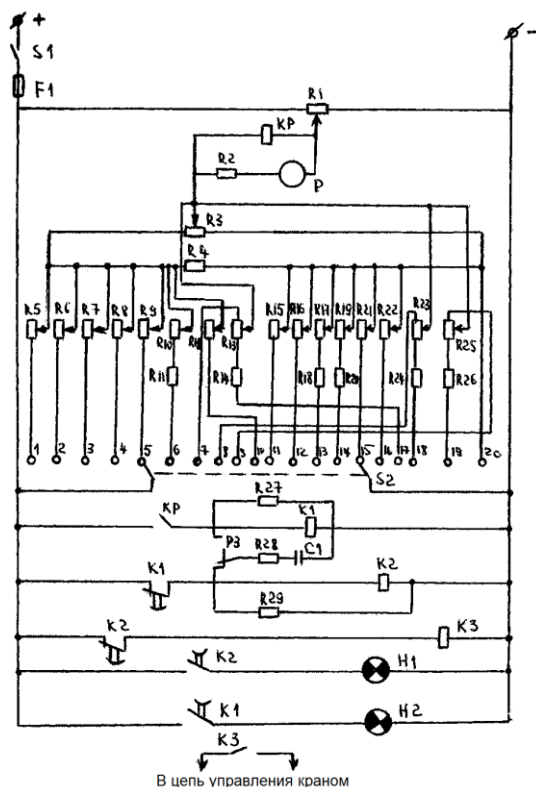 + -
S1
F1
R1
KP
R2
P
R3
R4
R5 R6 R7 R8 R9 R10 R13 R15 R16 R17 R19 R21 R22 R23 R25
R11 R14 R18 R24 R26
1 2 3 4 5 6 7 8 9 10 11 12 13 14 15 16 17 18 19 20
S2
R27
KP K1
P3 R28 C1
K1 K2
R29
K2 K3
K2 H1
K1 H2
K3
В цепь управления краном